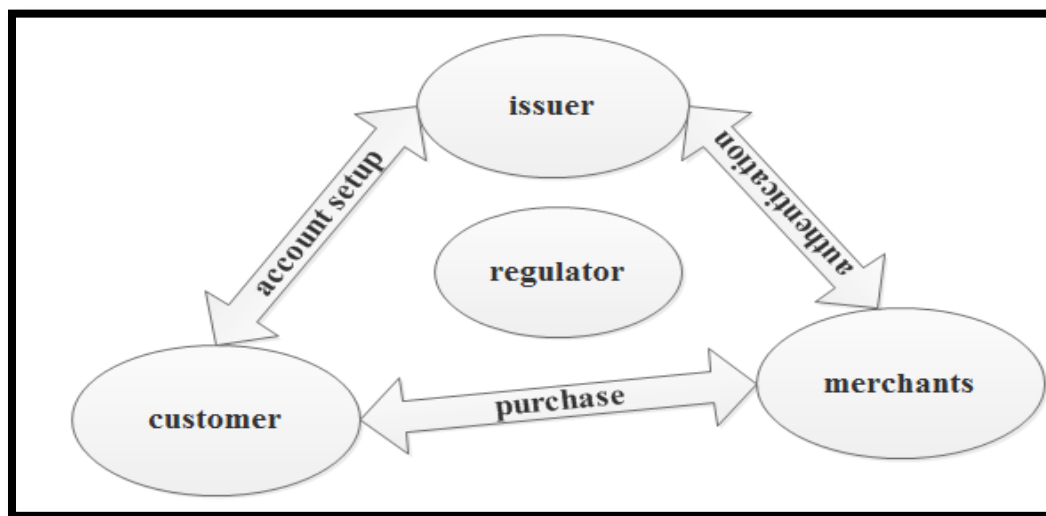 issuer
account setup
authentication
regulator
merchants
purchase
customer